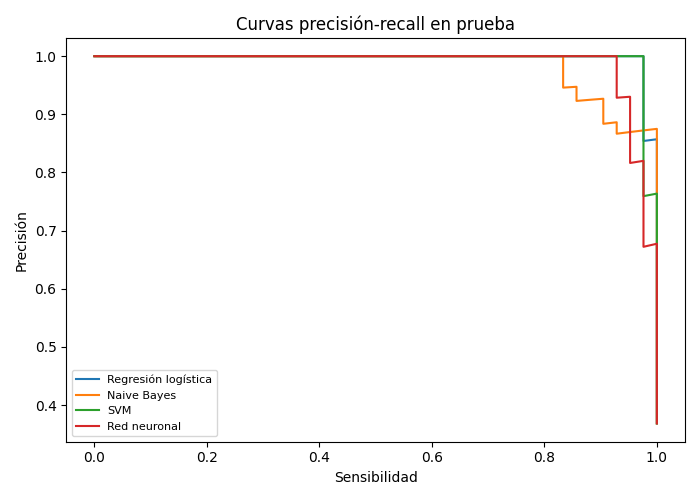 Curvas precisión-recall en prueba
Precisión
1.0
0.9
0.8
0.7
0.6
0.5
0.4
Regresión logística
Naive Bayes
SVM
Red neuronal
0.0 0.2 0.4 0.6 0.8 1.0
Sensibilidad